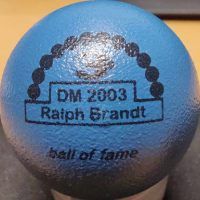 DM 2003
Ralph Brandt
ball of fame